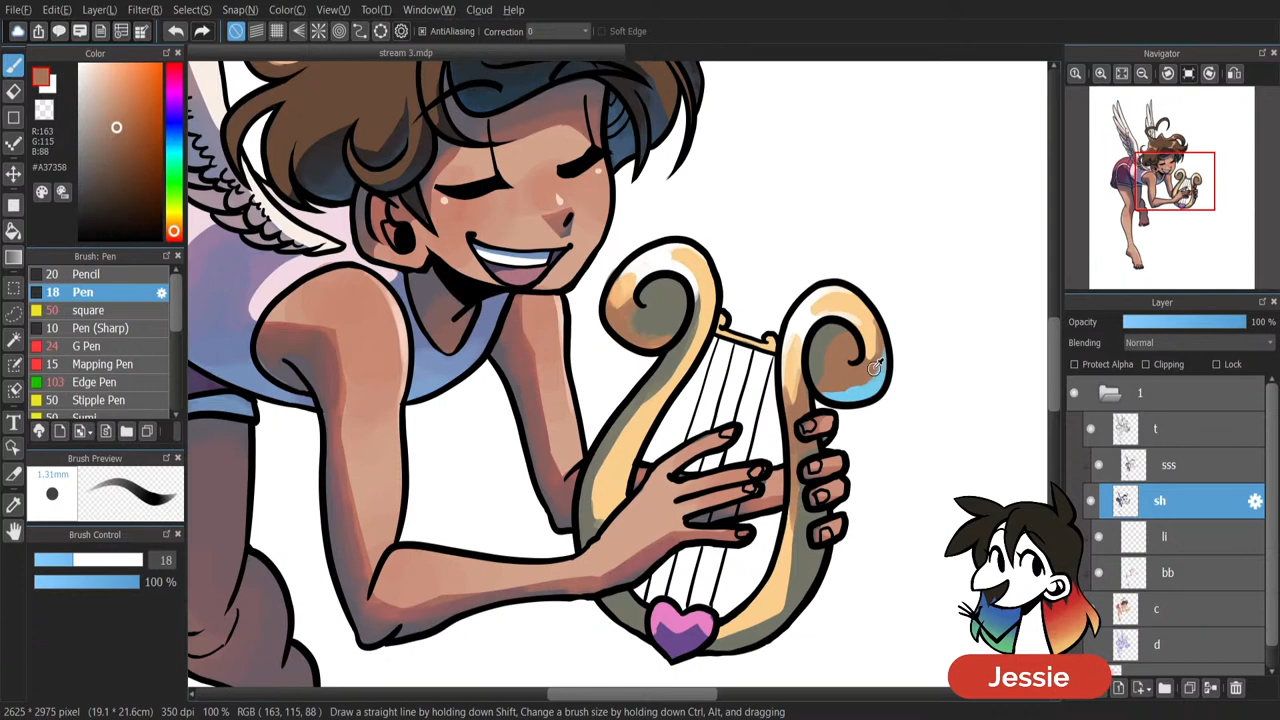 File(F) Edit(E) Layer(L) Filter(R) Select(S) Snap(N) Color(C) View(V) Tool(T) Window(W) Cloud Help
AntiAliasing Correction 0 Soft Edge
stream 3.mdp
Color
R:163
G:115
B:88
#A37358
Brush: Pen
20 Pencil
18 Pen
50 square
10 Pen (Sharp)
24 G Pen
15 Mapping Pen
103 Edge Pen
50 Stipple Pen
50 Sumi
Brush Preview
1.31mm
Brush Control
18
100 %
Navigator
Layer
Opacity 100 %
Blending Normal
Protect Alpha Clipping Lock
1
t
sss
sh
li
bb
c
d
Jessie
2625 * 2975 pixel (19.1 * 21.6cm) 350 dpi 100 % RGB ( 163, 115, 88 ) Draw a straight line by holding down Shift, Change a brush size by holding down Ctrl, Alt, and dragging